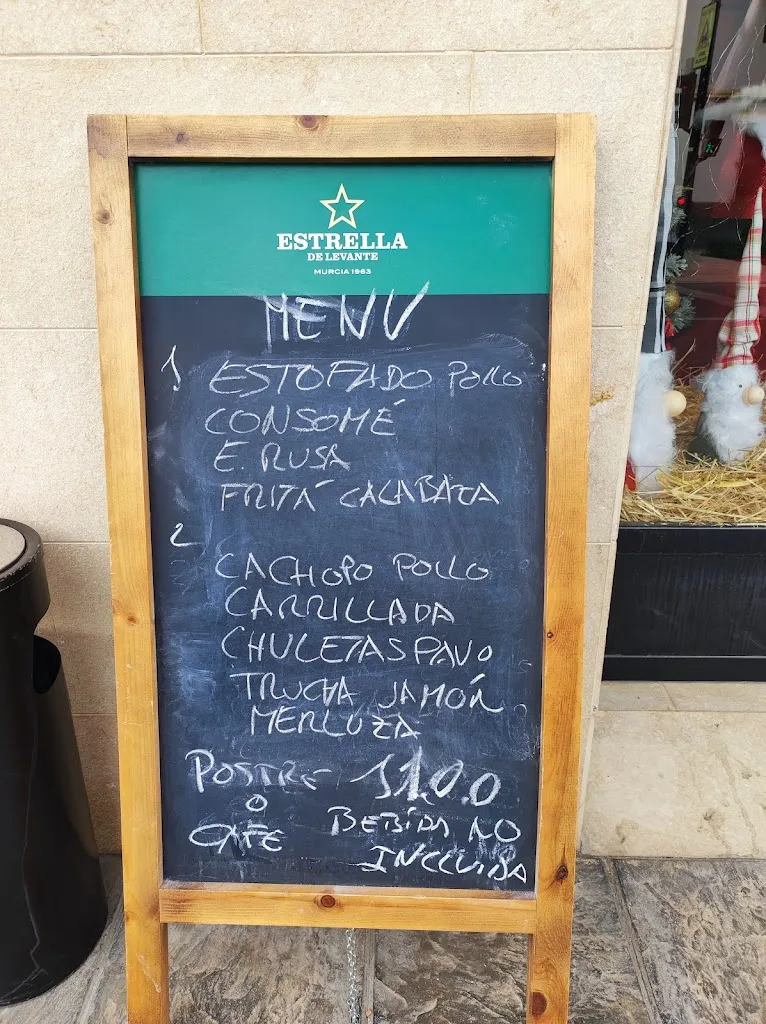 ESTRELLA
DE LEVANTE
MURCIA 1963
MENU
1 ESTOFADO POLLO
CONSOMÉ
E. RUSA
FRITÁ CALABAZA
2
CACHOPO POLLO
CARRILLADA
CHULETAS PAVO
TRUCHA JAMÓN
MERLUZA
POSTRE 11.00
O
CAFE BEBIDA NO
INCLUIDA